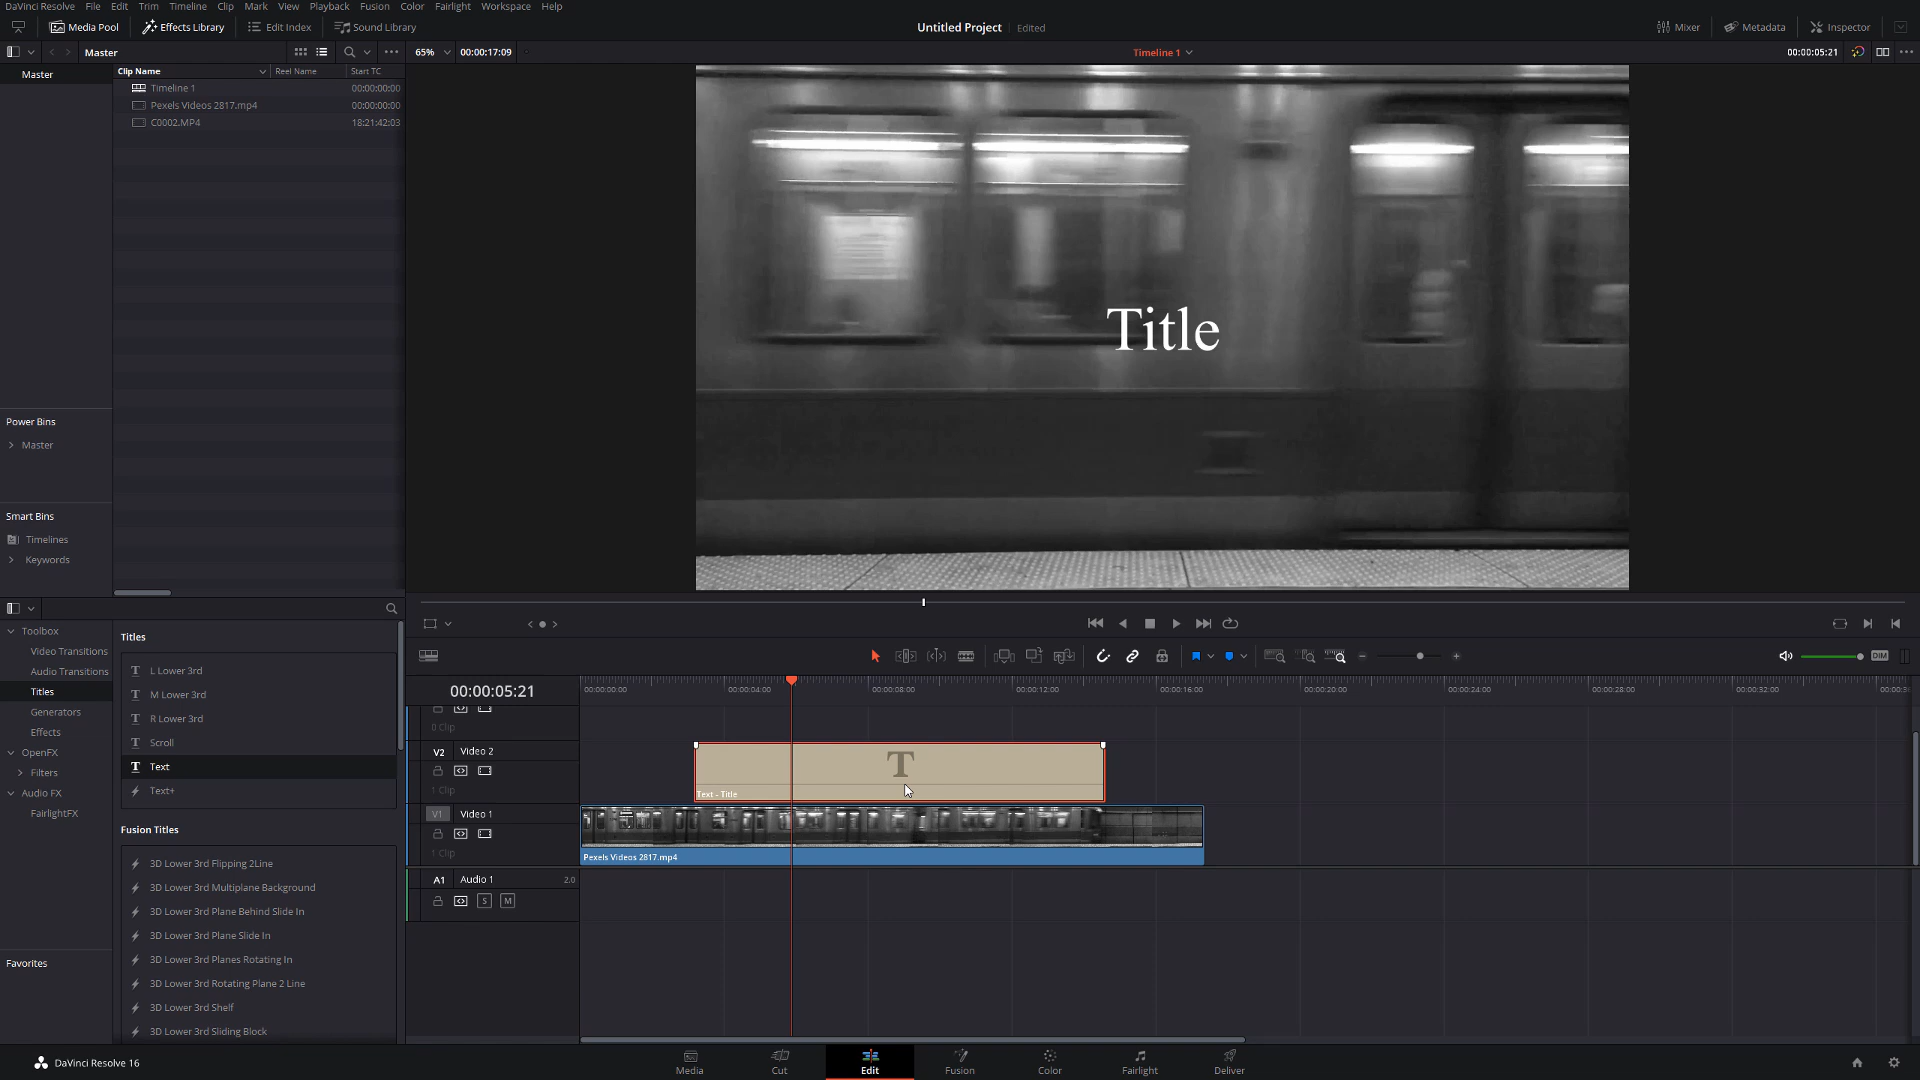 DaVinci Resolve File Edit Trim Timeline Clip Mark View Playback Fusion Color Fairlight Workspace Help
Media Pool Effects Library Edit Index Sound Library Untitled Project Edited Mixer Metadata Inspector
Master 65% 00:00:17:09 Timeline 1 00:00:05:21
Master Clip Name Reel Name Start TC
Timeline 1 00:00:00:00
Pexels Videos 2817.mp4 00:00:00:00
C0002.MP4 18:21:42:03
Title
Power Bins
Master
Smart Bins
Timelines
Keywords
Toolbox
Video Transitions
Audio Transitions
Titles
Generators
Effects
OpenFX
Filters
Audio FX
FairlightFX
Favorites
Titles
L Lower 3rd
M Lower 3rd
R Lower 3rd
Scroll
Text
Text+
Fusion Titles
3D Lower 3rd Flipping 2Line
3D Lower 3rd Multiplane Background
3D Lower 3rd Plane Behind Slide In
3D Lower 3rd Plane Slide In
3D Lower 3rd Planes Rotating In
3D Lower 3rd Rotating Plane 2 Line
3D Lower 3rd Shelf
3D Lower 3rd Sliding Block
DIM
00:00:05:21 00:00:00:00 00:00:04:00 00:00:08:00 00:00:12:00 00:00:16:00 00:00:20:00 00:00:24:00 00:00:28:00 00:00:32:00
0 Clip
V2 Video 2
T
Text - Title
V1 Video 1
1 Clip
Pexels Videos 2817.mp4
A1 Audio 1 2.0
S M
DaVinci Resolve 16
Media Cut Edit Fusion Color Fairlight Deliver